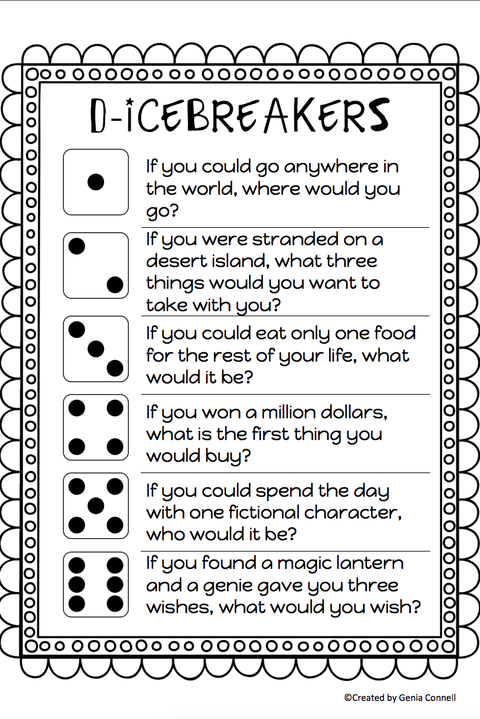 D-iCEBREAKERS
If you could go anywhere in
the world, where would you
go?
If you were stranded on a
desert island, what three
things would you want to
take with you?
If you could eat only one food
for the rest of your life, what
would it be?
If you won a million dollars,
what is the first thing you
would buy?
If you could spend the day
with one fictional character,
who would it be?
If you found a magic lantern
and a genie gave you three
wishes, what would you wish?
©Created by Genia Connell